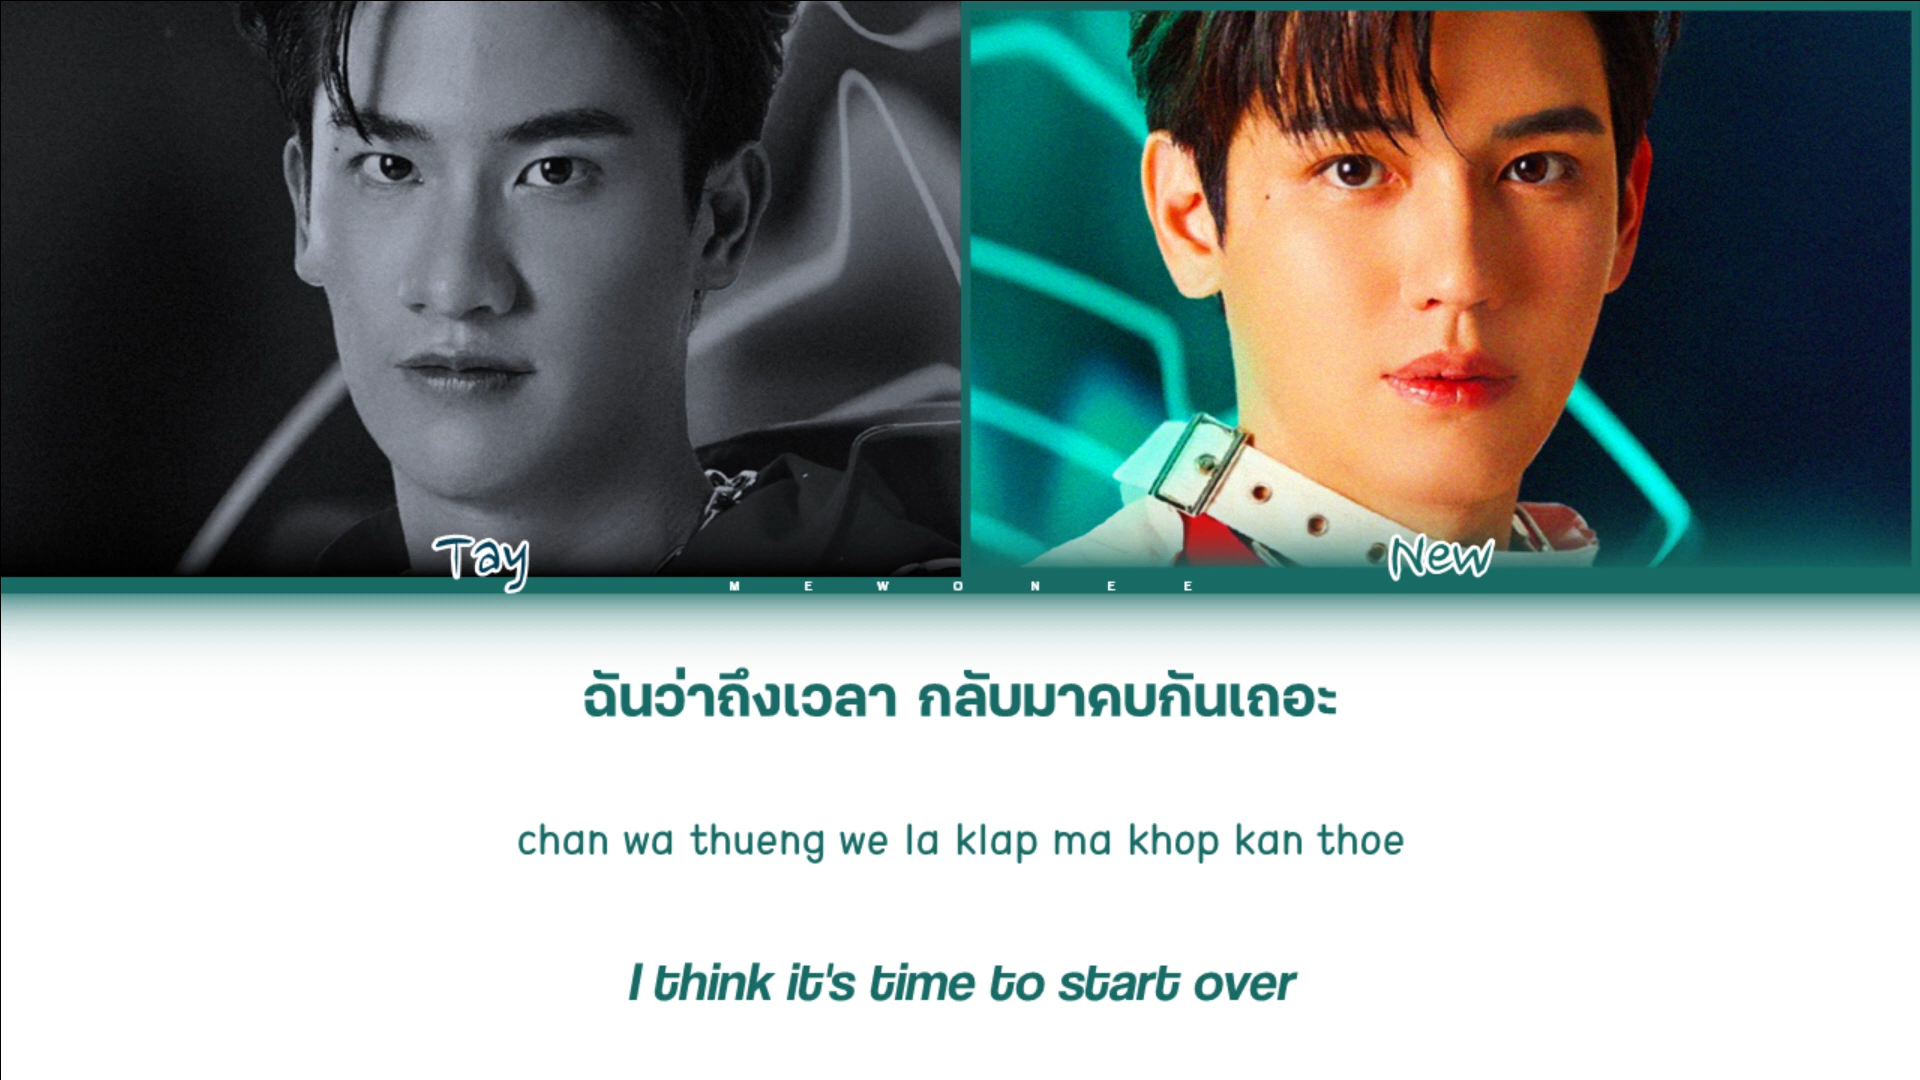 Tay
New
M E W O N E E
ฉันว่าถึงเวลา กลับมาคบกันเถอะ
chan wa thueng we la klap ma khop kan thoe
I think it's time to start over